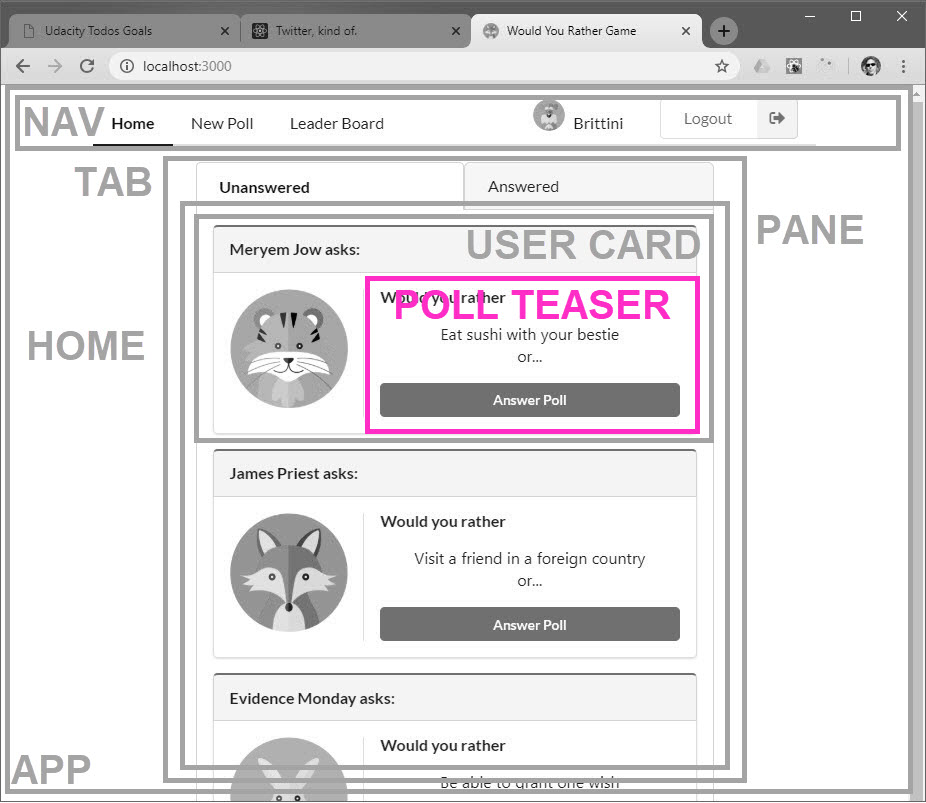 Udacity Todos Goals
Twitter, kind of.
Would You Rather Game
localhost:3000
NAV
Home
New Poll
Leader Board
Brittini
Logout
TAB
Unanswered
Answered
PANE
Meryem Jow asks:
USER CARD
Would you rather
POLL TEASER
Eat sushi with your bestie
or...
HOME
Answer Poll
James Priest asks:
Would you rather
Visit a friend in a foreign country
or...
Answer Poll
Evidence Monday asks:
Would you rather
APP
Be able to grant one wish